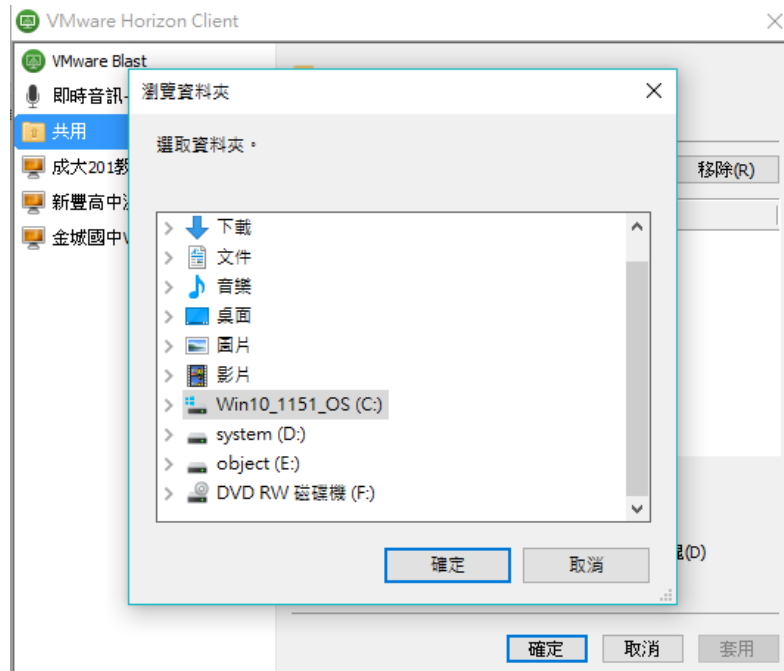 VMware Horizon Client
VMware Blast
即時音訊-
共用
成大201教
新豐高中
金城國中
瀏覽資料夾
選取資料夾。
下載
文件
音樂
桌面
圖片
影片
Win10_1151_OS (C:)
system (D:)
object (E:)
DVD RW 磁碟機 (F:)
確定
取消
移除(R)
(D)
確定
取消
套用